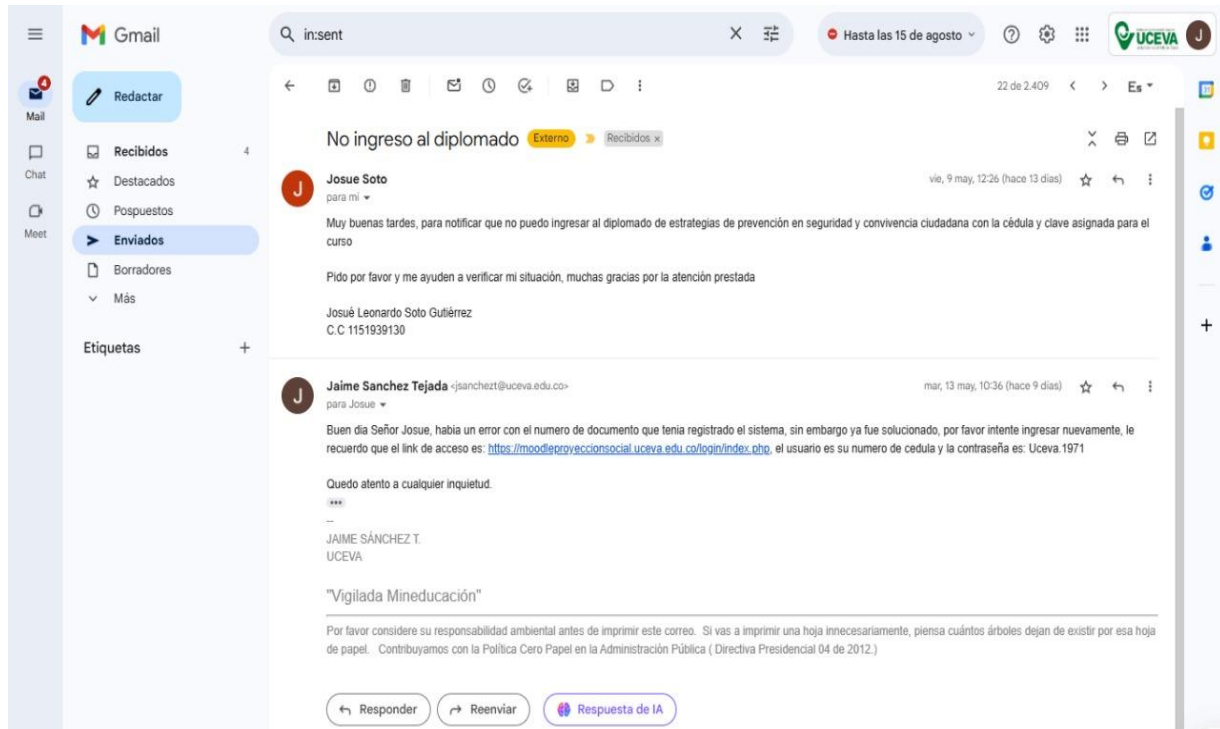 Gmail
in:sent
Hasta las 15 de agosto
UCEVA
J
4
Mail
Chat
Meet
Redactar
Recibidos 4
Destacados
Pospuestos
Enviados
Borradores
Más
Etiquetas
22 de 2.409
Es
No ingreso al diplomado Externo Recibidos x
J
Josue Soto
vie, 9 may, 12:26 (hace 13 días)
para mi
Muy buenas tardes, para notificar que no puedo ingresar al diplomado de estrategias de prevención en seguridad y convivencia ciudadana con la cédula y clave asignada para el
curso
Pido por favor y me ayuden a verificar mi situación, muchas gracias por la atención prestada
Josué Leonardo Soto Gutiérrez
C.C 1151939130
J
Jaime Sanchez Tejada <jsanchezt@uceva.edu.co>
mar, 13 may, 10:36 (hace 9 días)
para Josue
Buen dia Señor Josue, habia un error con el numero de documento que tenia registrado el sistema, sin embargo ya fue solucionado, por favor intente ingresar nuevamente, le
recuerdo que el link de acceso es: https://moodleproyeccionsocial.uceva.edu.co/login/index.php, el usuario es su numero de cedula y la contraseña es: Uceva.1971
Quedo atento a cualquier inquietud.
...
--
JAIME SÁNCHEZ T.
UCEVA
"Vigilada Mineducación"
Por favor considere su responsabilidad ambiental antes de imprimir este correo. Si vas a imprimir una hoja innecesariamente, piensa cuántos árboles dejan de existir por esa hoja
de papel. Contribuyamos con la Política Cero Papel en la Administración Pública ( Directiva Presidencial 04 de 2012.)
Responder
Reenviar
Respuesta de IA